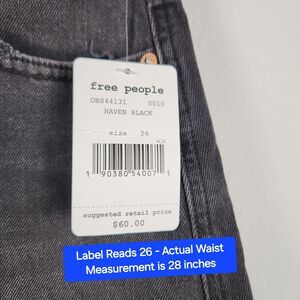 free people
OB844131 0010
HAVEN BLACK
size 26
1 90380 54007 1
suggested retail price
$60.00
Label Reads 26 - Actual Waist
Measurement is 28 inches